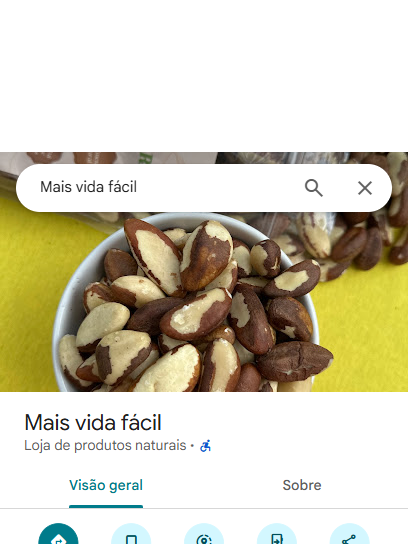 Mais vida fácil
Mais vida fácil
Loja de produtos naturais ·
Visão geral
Sobre